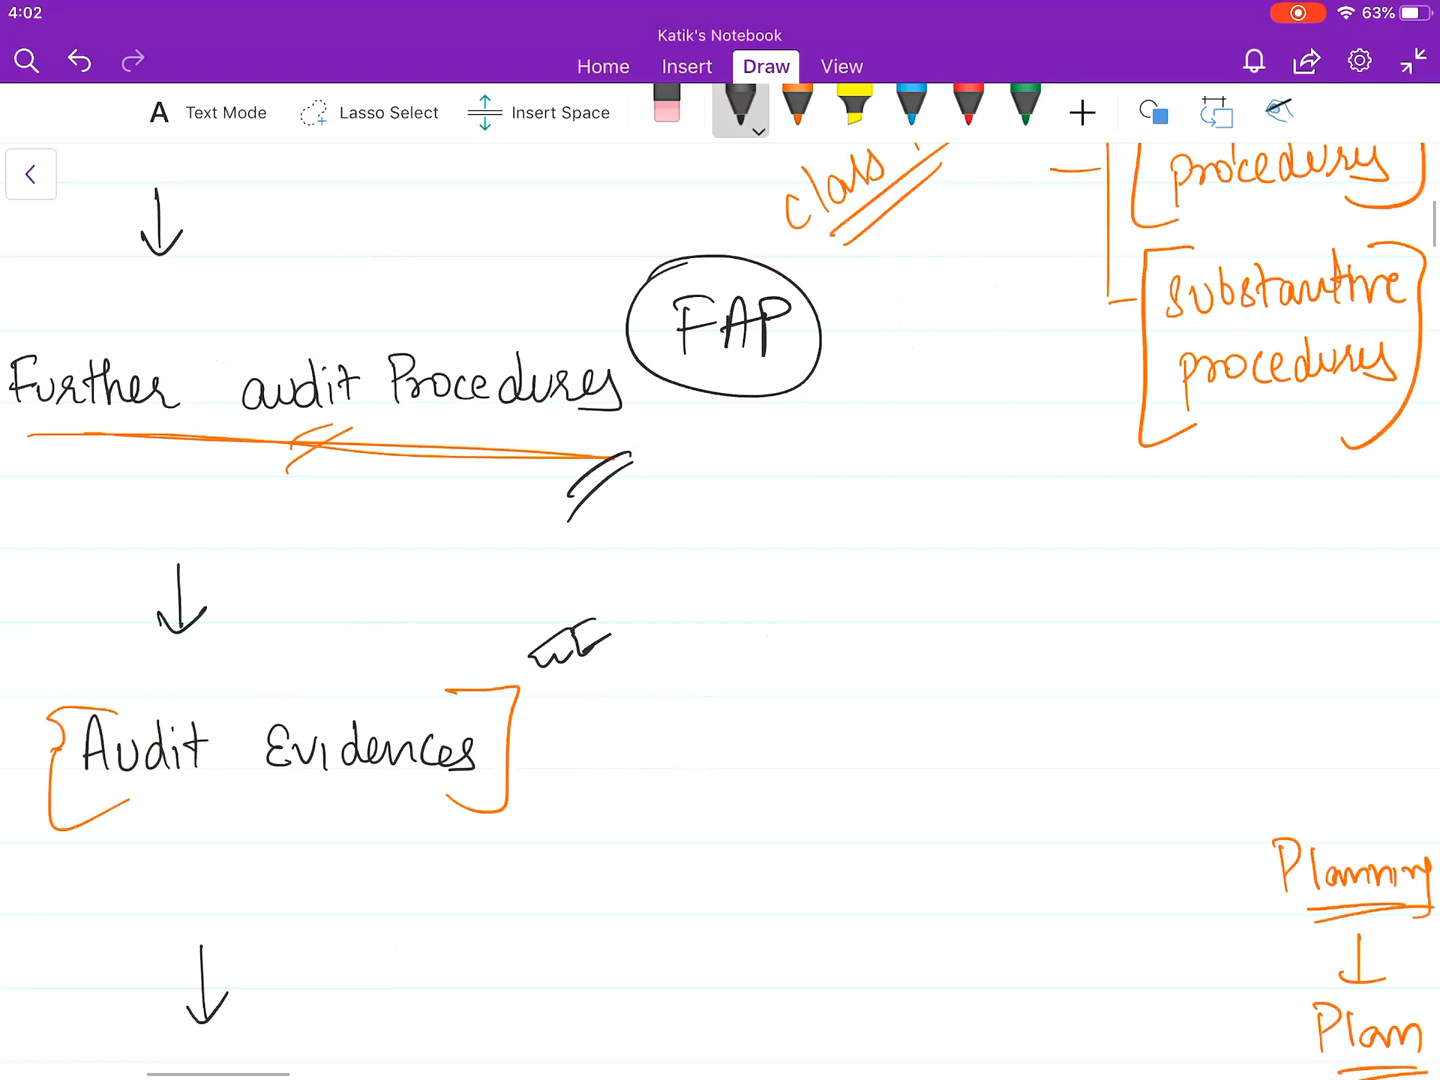 4:02
63%
Katik's Notebook
Home Insert Draw View
A Text Mode Lasso Select Insert Space
class
procedures
FAP
substantive
procedures
Further audit Procedures
Audit Evidences
Planning
Plan